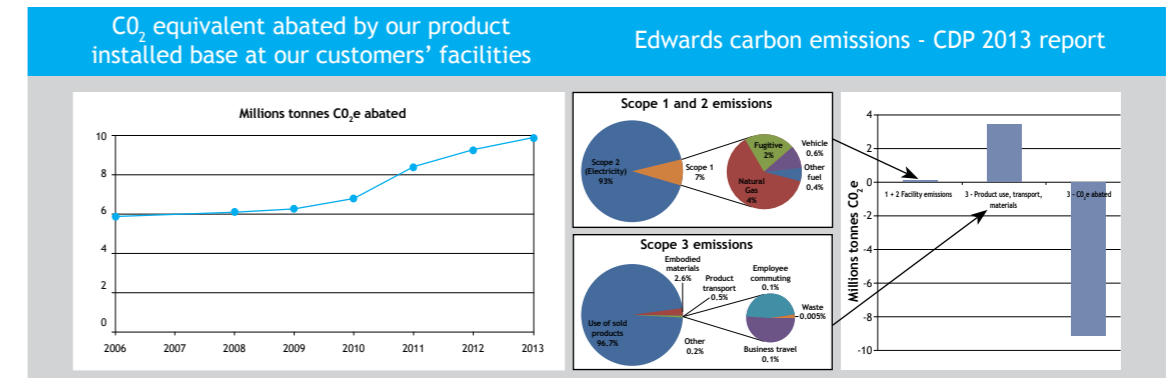 C0₂ equivalent abated by our product
installed base at our customers’ facilities
Edwards carbon emissions - CDP 2013 report
Millions tonnes C0₂e abated
10
8
6
4
2
0
2006 2007 2008 2009 2010 2011 2012 2013
Scope 1 and 2 emissions
Scope 2
(Electricity)
93%
Scope 1
7%
Fugitive
2%
Natural
Gas
4%
Vehicle
0.6%
Other
fuel
0.4%
Scope 3 emissions
Use of sold
products
96.7%
Embodied
materials
2.6%
Product
transport
0.5%
Other
0.2%
Employee
commuting
0.1%
Waste
0.005%
Business travel
0.1%
Millions tonnes C0₂e
4
2
0
-2
-4
-6
-8
-10
1 + 2 Facility emissions
3 - Product use, transport,
materials
3 - C0₂e abated